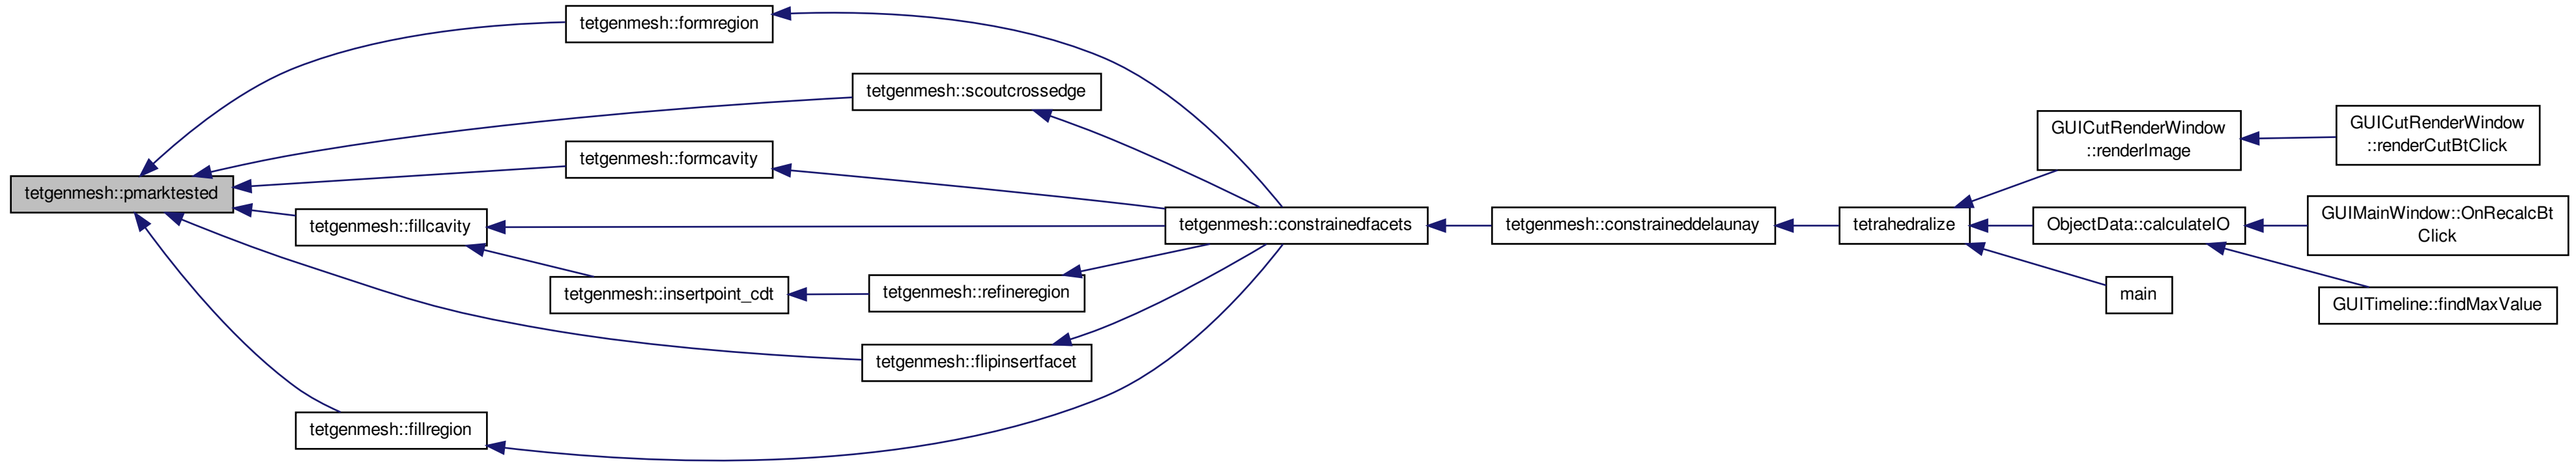 tetgenmesh::pmarktested
tetgenmesh::formregion
tetgenmesh::scoutcrossedge
tetgenmesh::formcavity
tetgenmesh::fillcavity
tetgenmesh::insertpoint_cdt
tetgenmesh::refineregion
tetgenmesh::flipinsertfacet
tetgenmesh::fillregion
tetgenmesh::constrainedfacets
tetgenmesh::constraineddelaunay
tetrahedralize
GUICutRenderWindow
::renderImage
ObjectData::calculateIO
main
GUICutRenderWindow
::renderCutBtClick
GUIMainWindow::OnRecalcBt
Click
GUITimeline::findMaxValue